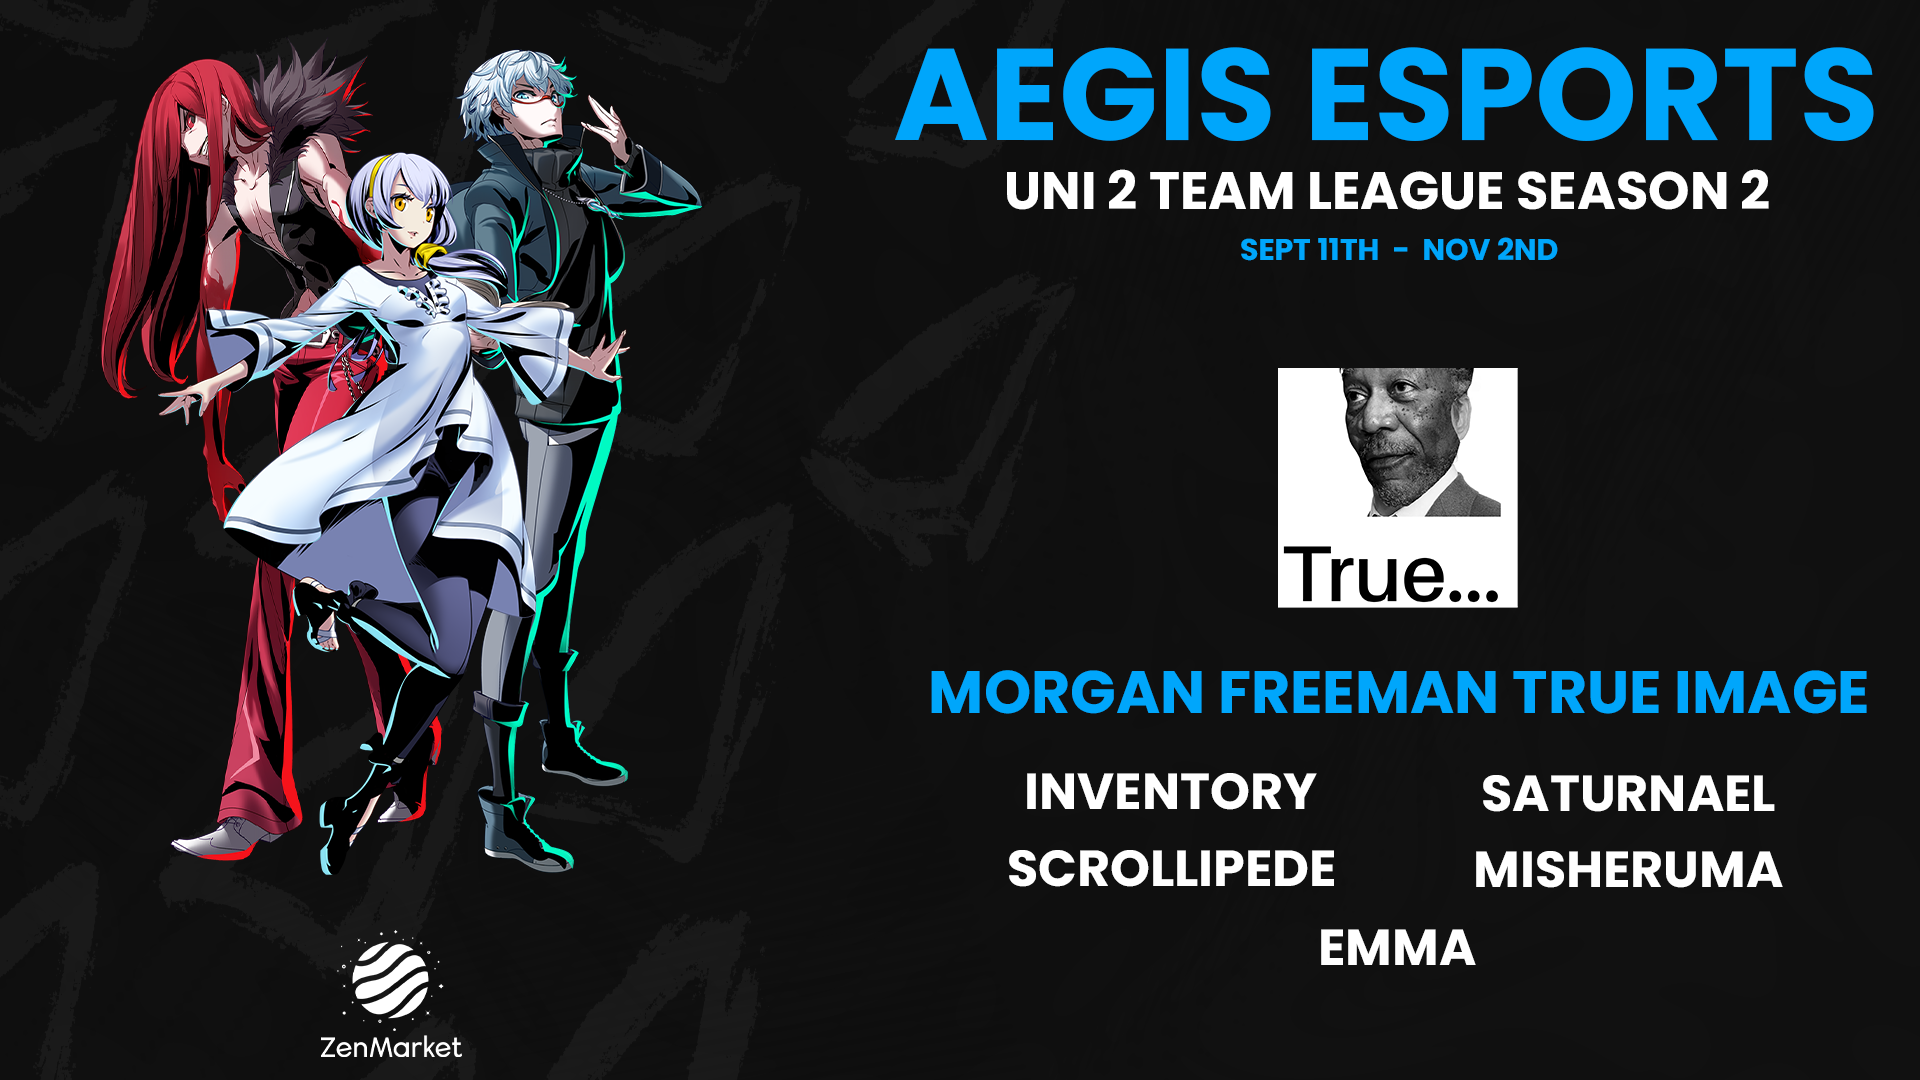 AEGIS ESPORTS
UNI 2 TEAM LEAGUE SEASON 2
SEPT 11TH - NOV 2ND
True...
MORGAN FREEMAN TRUE IMAGE
INVENTORY
SATURNAEL
SCROLLIPEDE
MISHERUMA
EMMA
ZenMarket